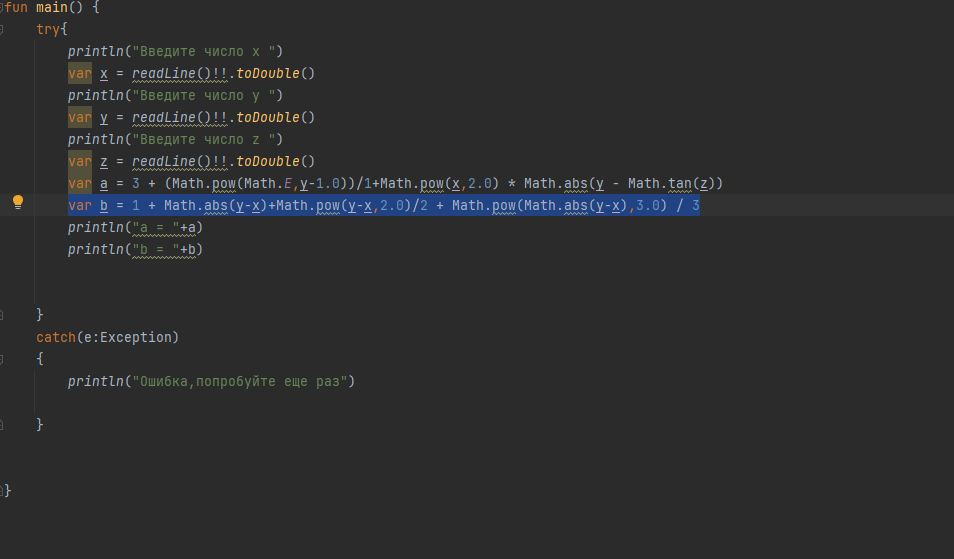 fun main() {
    try{
        println("Введите число x ")
        var x = readLine()!!.toDouble()
        println("Введите число y ")
        var y = readLine()!!.toDouble()
        println("Введите число z ")
        var z = readLine()!!.toDouble()
        var a = 3 + (Math.pow(Math.E,y-1.0))/1+Math.pow(x,2.0) * Math.abs(y - Math.tan(z))
        var b = 1 + Math.abs(y-x)+Math.pow(y-x,2.0)/2 + Math.pow(Math.abs(y-x),3.0) / 3
        println("a = "+a)
        println("b = "+b)
    }
    catch(e:Exception)
    {
        println("Ошибка,попробуйте еще раз")
    }
}